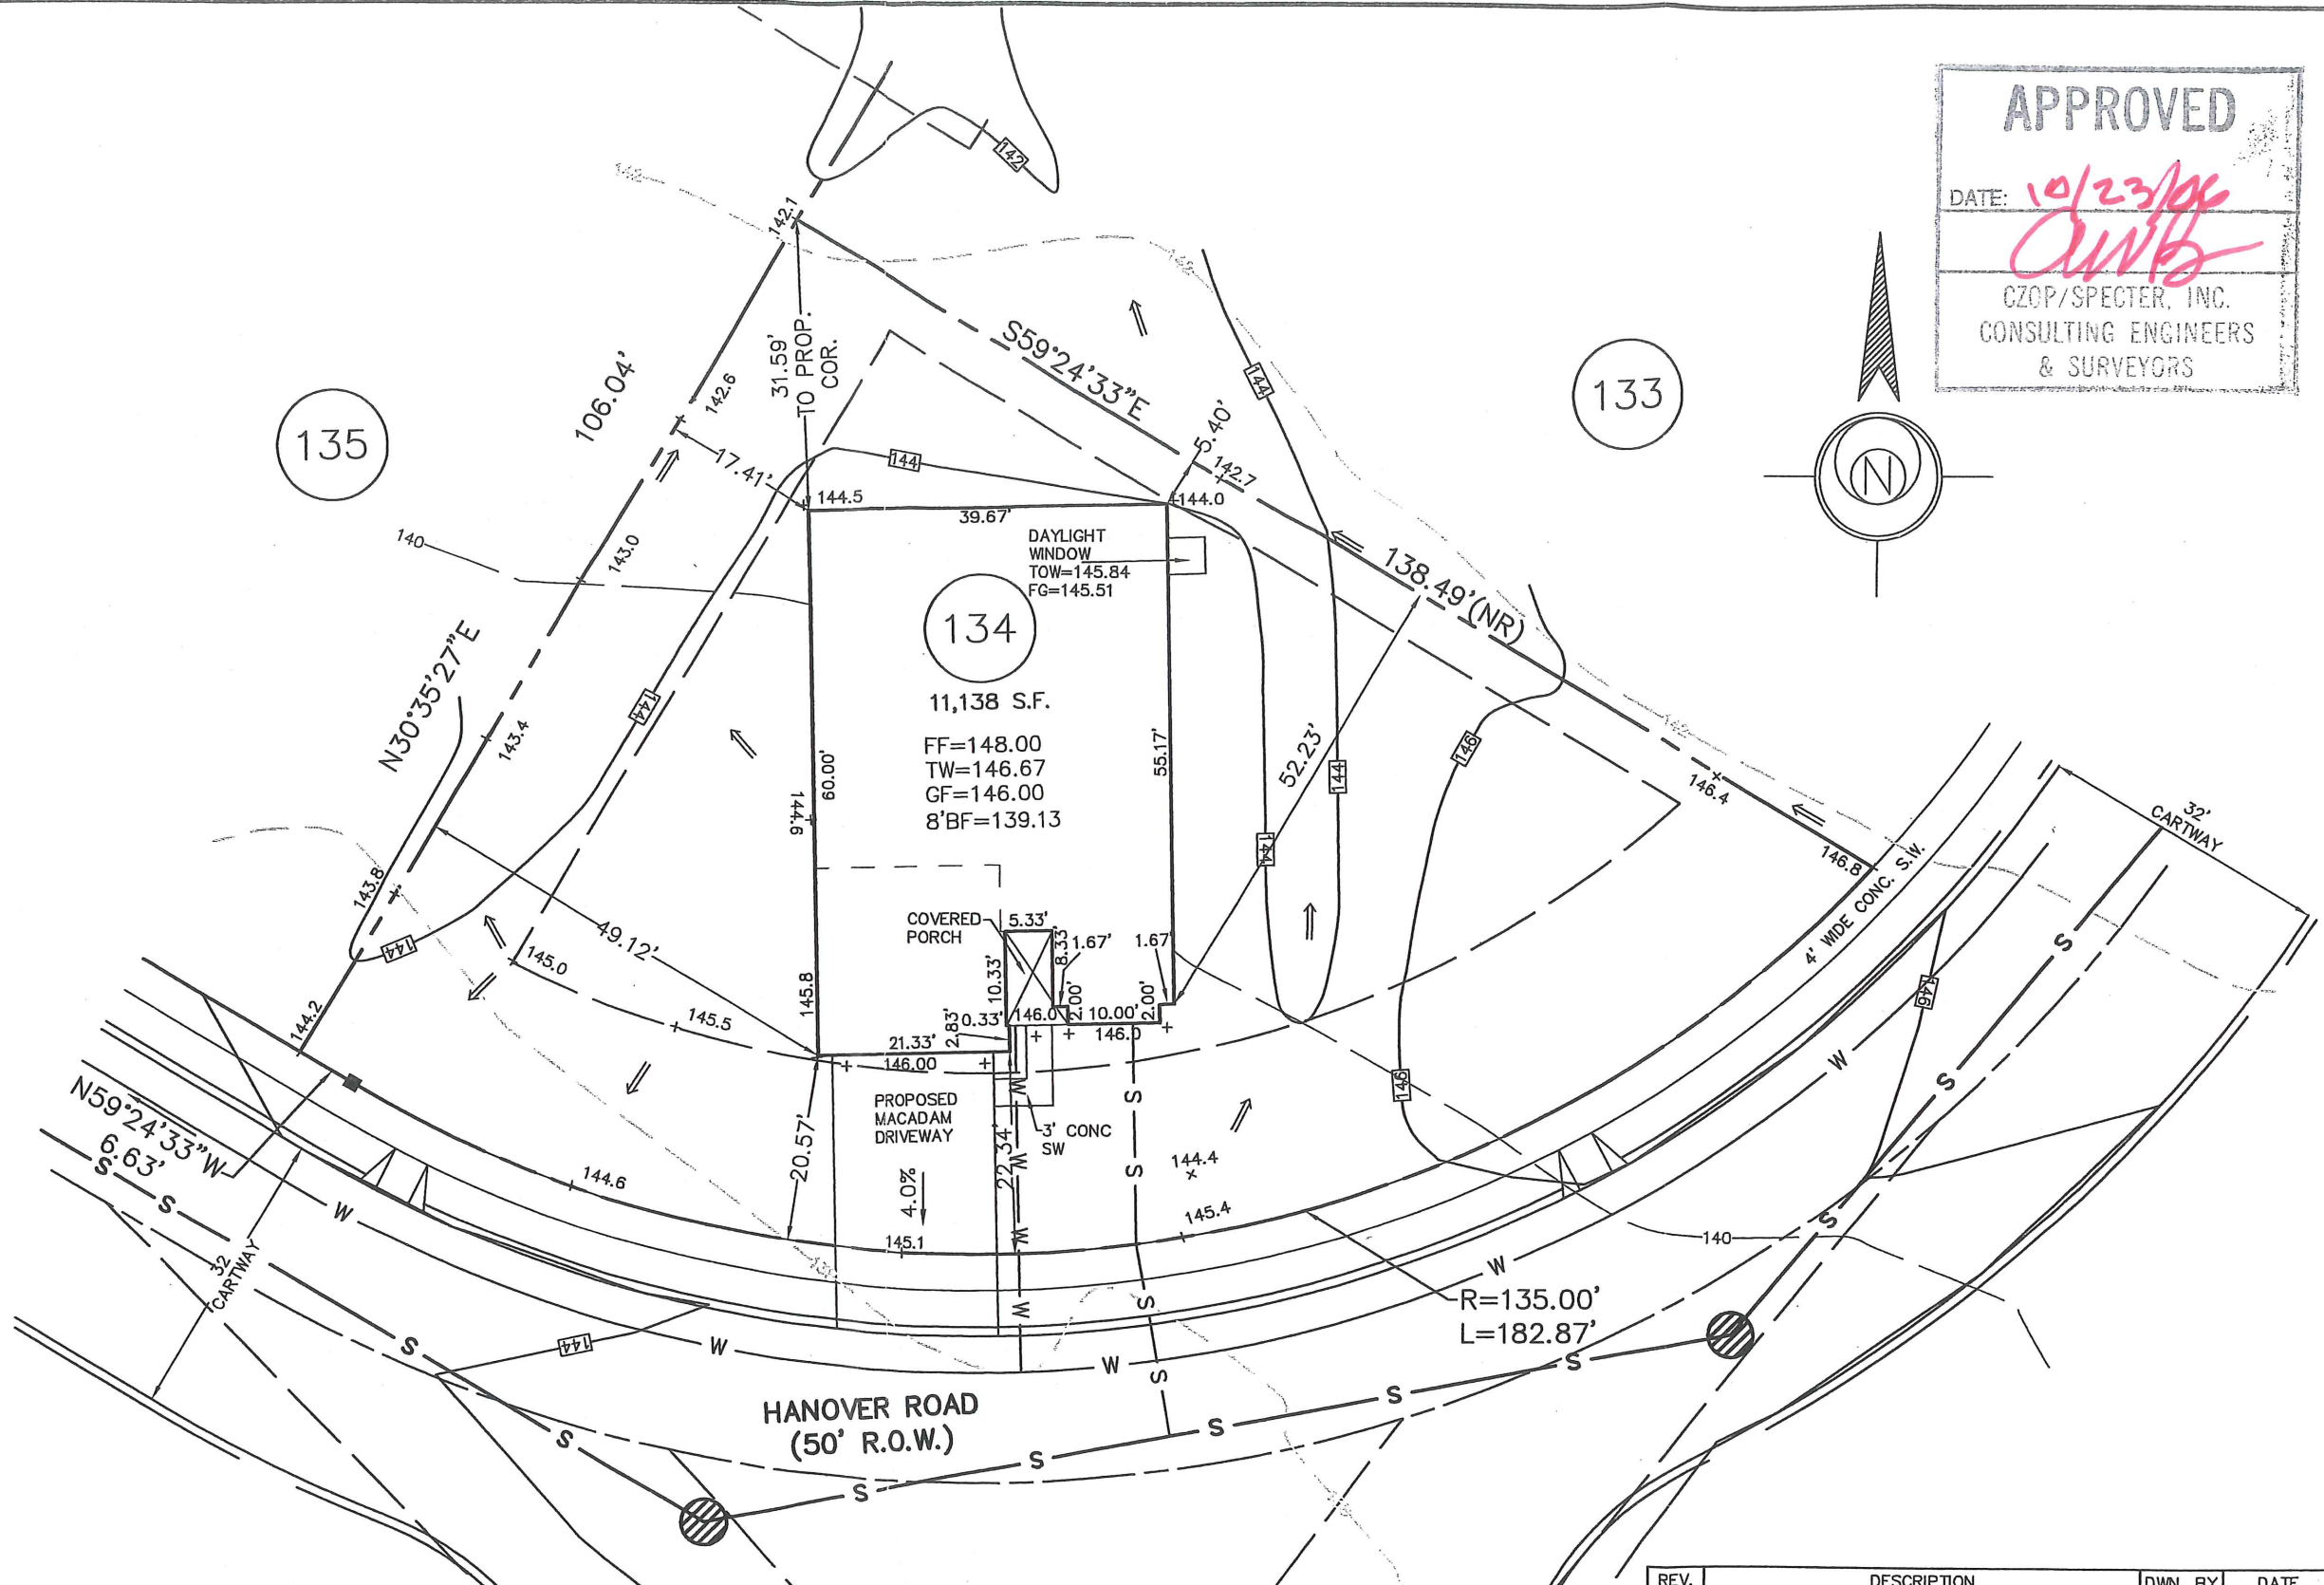 APPROVED
DATE: 10/23/06
CZOP/SPECTER, INC.
CONSULTING ENGINEERS
& SURVEYORS
142
142.1
142
31.59'
TO PROP.
COR.
S59°24'33"E
144
133
N
106.04'
142.6
135
17.41'
144
5.40'
142.7
144.5
144.0
39.67'
DAYLIGHT
WINDOW
TOW=145.84
FG=145.51
138.49'(NR)
140
143.0
134
11,138 S.F.
FF=148.00
TW=146.67
GF=146.00
8'BF=139.13
N30°35'27"E
143.4
144
144.6
60.00'
55.17'
52.23'
144
144
146
146.4
146.8
32'
CARTWAY
4' WIDE CONC. S.W.
143.8
144
49.12'
COVERED
PORCH
5.33'
8.33'
1.67'
1.67'
10.33'
145.0
145.5
145.8
144.2
2.83'
0.33'
146.0
2.00'
10.00'
2.00'
146.0
21.33'
146.00
146
146
N59°24'33"W
6.63'
PROPOSED
MACADAM
DRIVEWAY
3' CONC
SW
20.57'
22.34'
4.0%
144.6
145.1
144.4
145.4
140
32
CARTWAY
144
R=135.00'
L=182.87'
W W W W W
W W W W
S S S S S S S S S S S S
S S S S
HANOVER ROAD
(50' R.O.W.)
REV. DESCRIPTION DWN. BY DATE